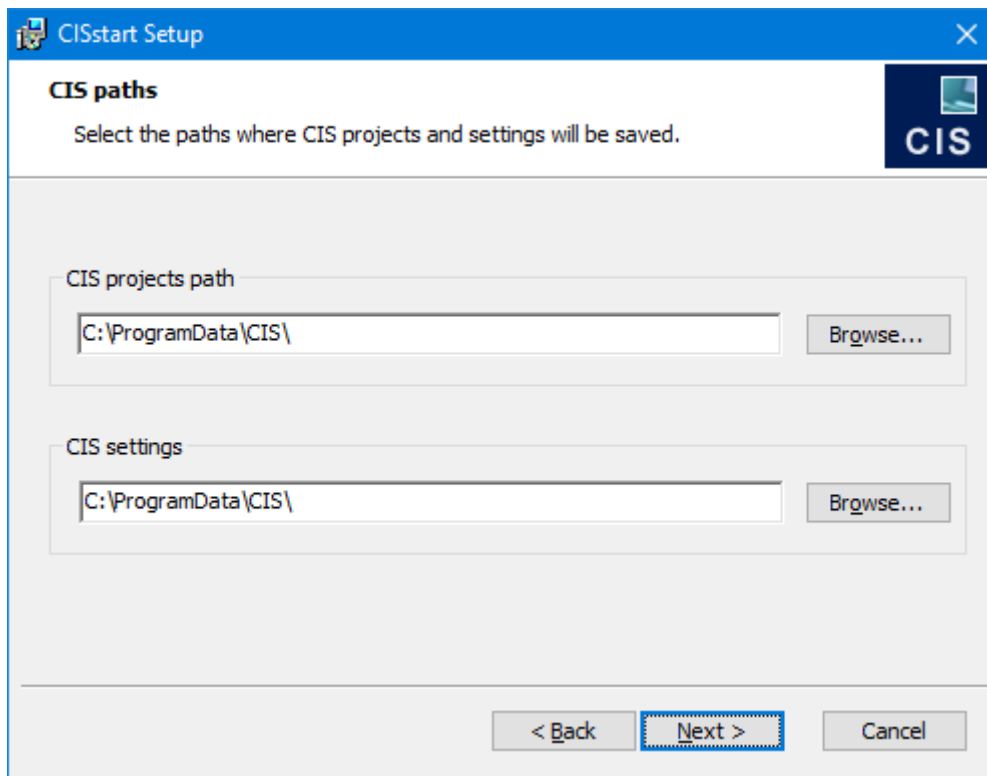 CISstart Setup
CIS paths
Select the paths where CIS projects and settings will be saved.
CIS
CIS projects path
C:\ProgramData\CIS\
Browse...
CIS settings
C:\ProgramData\CIS\
Browse...
< Back
Next >
Cancel